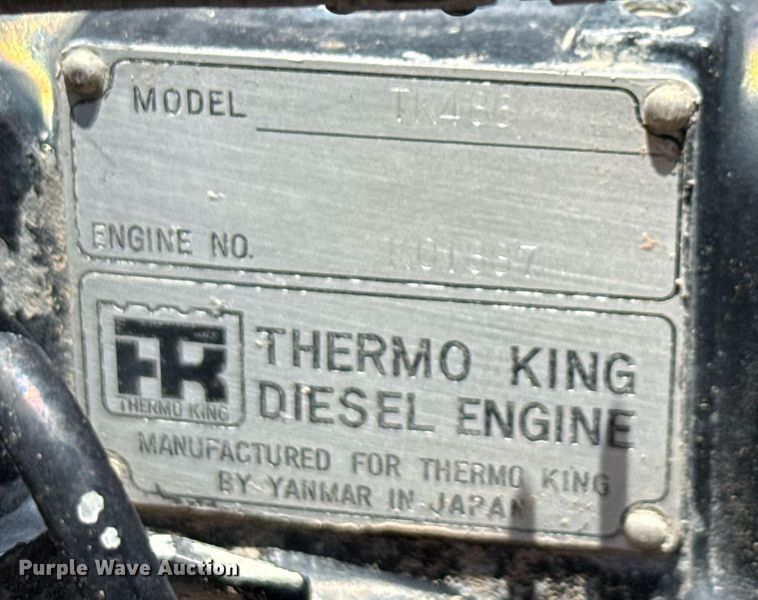 MODEL TK486
ENGINE NO.
TK
THERMO KING
THERMO KING
DIESEL ENGINE
MANUFACTURED FOR THERMO KING
BY YANMAR IN JAPAN
Purple Wave Auction